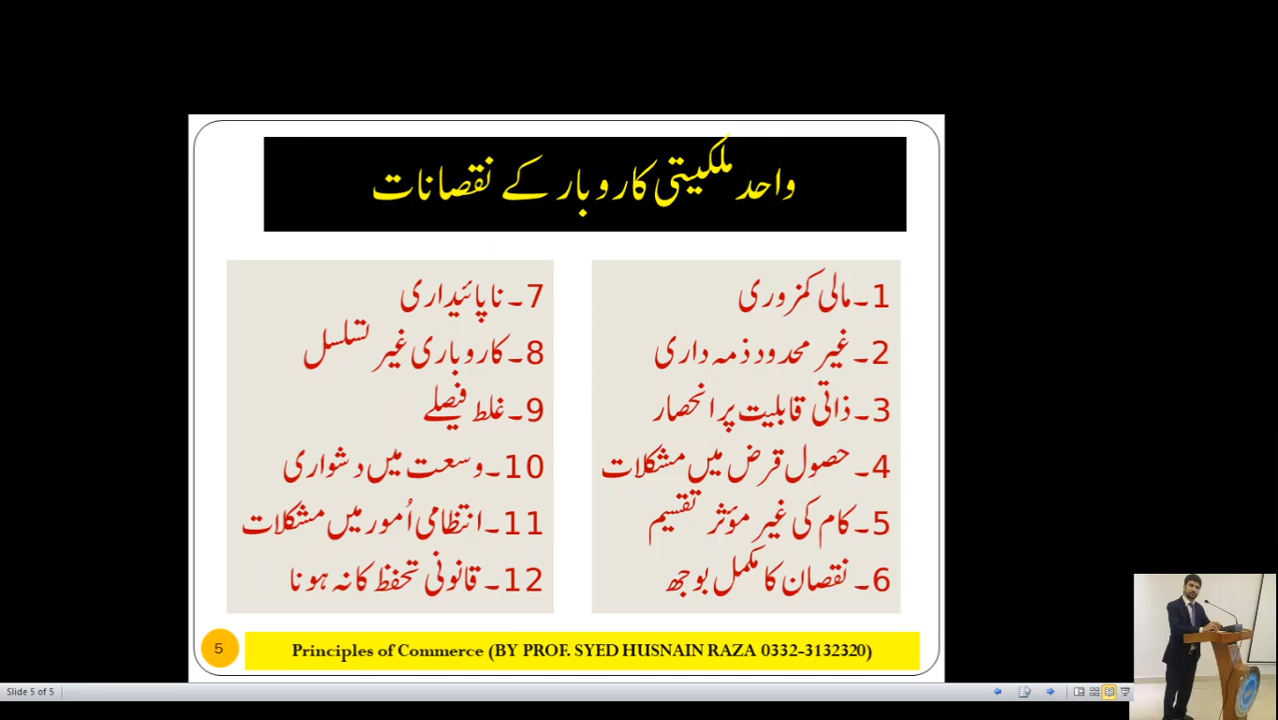 واحد ملکیتی کاروبار کے نقصانات
1۔ مالی کمزوری
2۔ غیر محدود ذمہ داری
3۔ ذاتی قابلیت پر انحصار
4۔ حصول قرض میں مشکلات
5۔ کام کی غیر مؤثر تقسیم
6۔ نقصان کا مکمل بوجھ
7۔ ناپائیداری
8۔ کاروباری غیر تسلسل
9۔ غلط فیصلے
10۔ وسعت میں دشواری
11۔ انتظامی اُمور میں مشکلات
12۔ قانونی تحفظ کا نہ ہونا
5
Principles of Commerce (BY PROF. SYED HUSNAIN RAZA 0332-3132320)
Slide 5 of 5